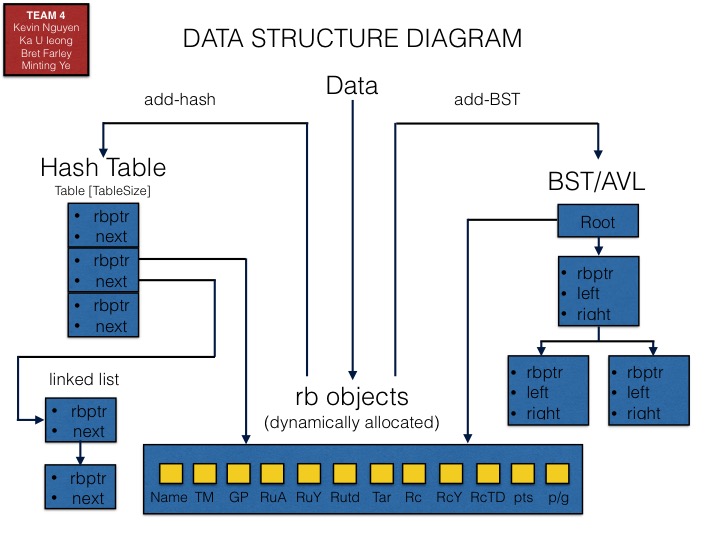 TEAM 4
Kevin Nguyen
Ka U Ieong
Bret Farley
Minting Ye
DATA STRUCTURE DIAGRAM
Data
add-hash
add-BST
Hash Table
Table [TableSize]
• rbptr
• next
• rbptr
• next
• rbptr
• next
BST/AVL
Root
• rbptr
• left
• right
• rbptr
• left
• right
• rbptr
• left
• right
linked list
• rbptr
• next
• rbptr
• next
rb objects
(dynamically allocated)
Name TM GP RuA RuY Rutd Tar Rc RcY RcTD pts p/g